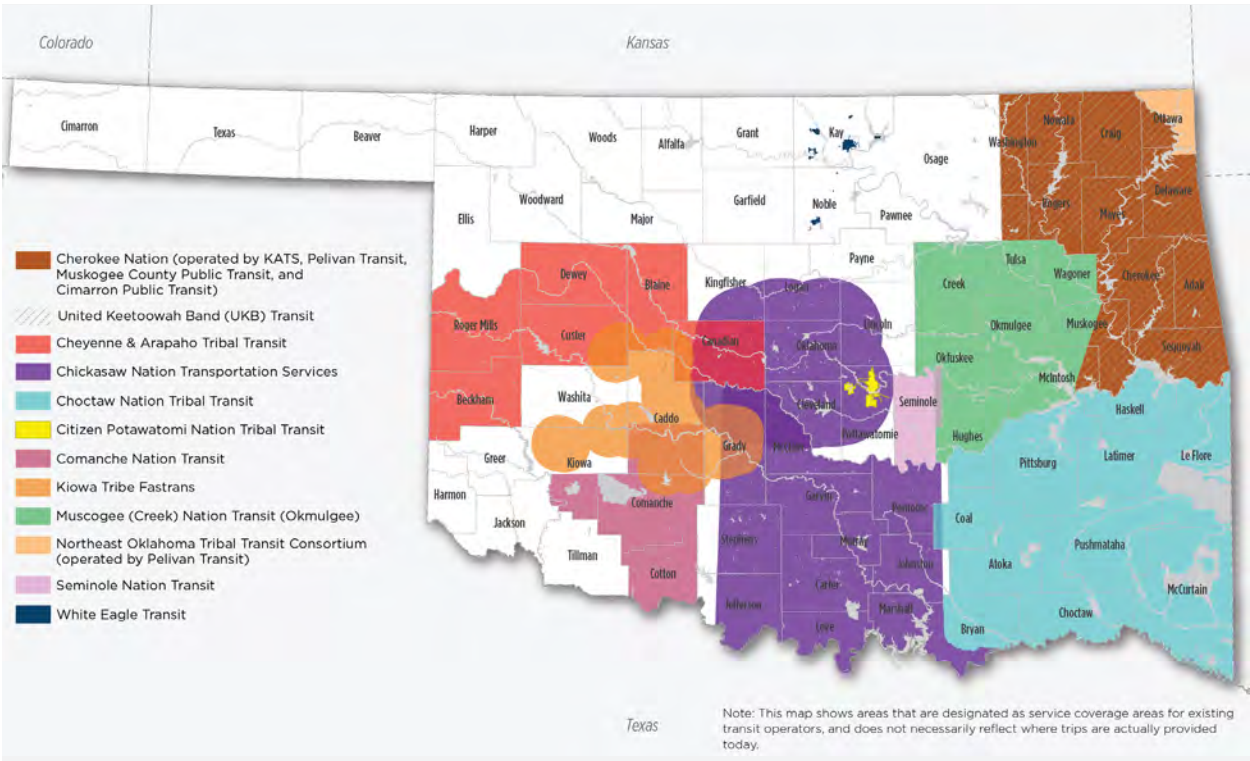 Colorado
Kansas
Cimarron
Texas
Beaver
Harper
Woods
Alfalfa
Grant
Kay
Osage
Washington
Nowata
Craig
Ottawa
Ellis
Woodward
Major
Garfield
Noble
Pawnee
Rogers
Mayes
Delaware
Dewey
Blaine
Kingfisher
Logan
Payne
Creek
Tulsa
Wagoner
Cherokee
Adair
Roger Mills
Custer
Canadian
Oklahoma
Lincoln
Okmulgee
Muskogee
Sequoyah
Okfuskee
McIntosh
Beckham
Washita
Caddo
Cleveland
Seminole
Haskell
Greer
Kiowa
Grady
McClain
Pottawatomie
Hughes
Pittsburg
Latimer
Le Flore
Harmon
Jackson
Comanche
Garvin
Pontotoc
Coal
Tillman
Cotton
Stephens
Murray
Johnston
Atoka
Pushmataha
McCurtain
Jefferson
Carter
Love
Marshall
Bryan
Choctaw
Cherokee Nation (operated by KATS, Pelivan Transit,
Muskogee County Public Transit, and
Cimarron Public Transit)
United Keetoowah Band (UKB) Transit
Cheyenne & Arapaho Tribal Transit
Chickasaw Nation Transportation Services
Choctaw Nation Tribal Transit
Citizen Potawatomi Nation Tribal Transit
Comanche Nation Transit
Kiowa Tribe Fastrans
Muscogee (Creek) Nation Transit (Okmulgee)
Northeast Oklahoma Tribal Transit Consortium
(operated by Pelivan Transit)
Seminole Nation Transit
White Eagle Transit
Texas
Note: This map shows areas that are designated as service coverage areas for existing
transit operators, and does not necessarily reflect where trips are actually provided
today.